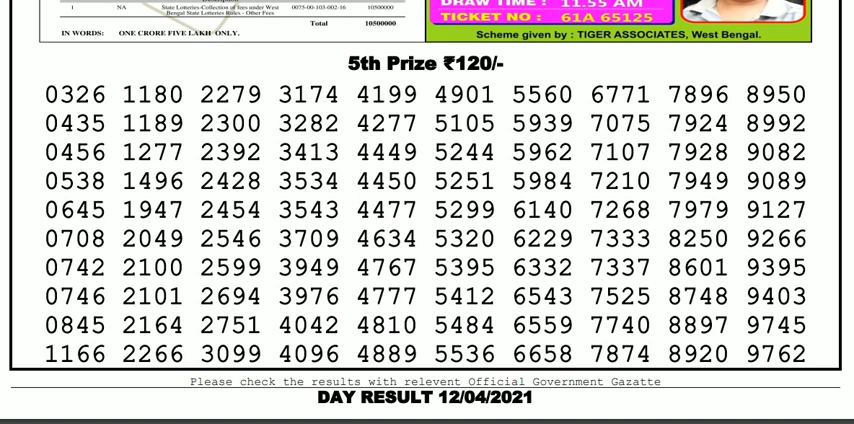 1 NA State Lotteries-Collection of fees under West 0075-00-103-002-16 10500000
Bengal State Lotteries Rules - Other Fees
Total 10500000
IN WORDS: ONE CRORE FIVE LAKH ONLY.
DRAW TIME : 11.55 AM
TICKET NO : 61A 65125
Scheme given by : TIGER ASSOCIATES, West Bengal.
5th Prize ₹120/-
0326 1180 2279 3174 4199 4901 5560 6771 7896 8950
0435 1189 2300 3282 4277 5105 5939 7075 7924 8992
0456 1277 2392 3413 4449 5244 5962 7107 7928 9082
0538 1496 2428 3534 4450 5251 5984 7210 7949 9089
0645 1947 2454 3543 4477 5299 6140 7268 7979 9127
0708 2049 2546 3709 4634 5320 6229 7333 8250 9266
0742 2100 2599 3949 4767 5395 6332 7337 8601 9395
0746 2101 2694 3976 4777 5412 6543 7525 8748 9403
0845 2164 2751 4042 4810 5484 6559 7740 8897 9745
1166 2266 3099 4096 4889 5536 6658 7874 8920 9762
Please check the results with relevent Official Government Gazatte
DAY RESULT 12/04/2021